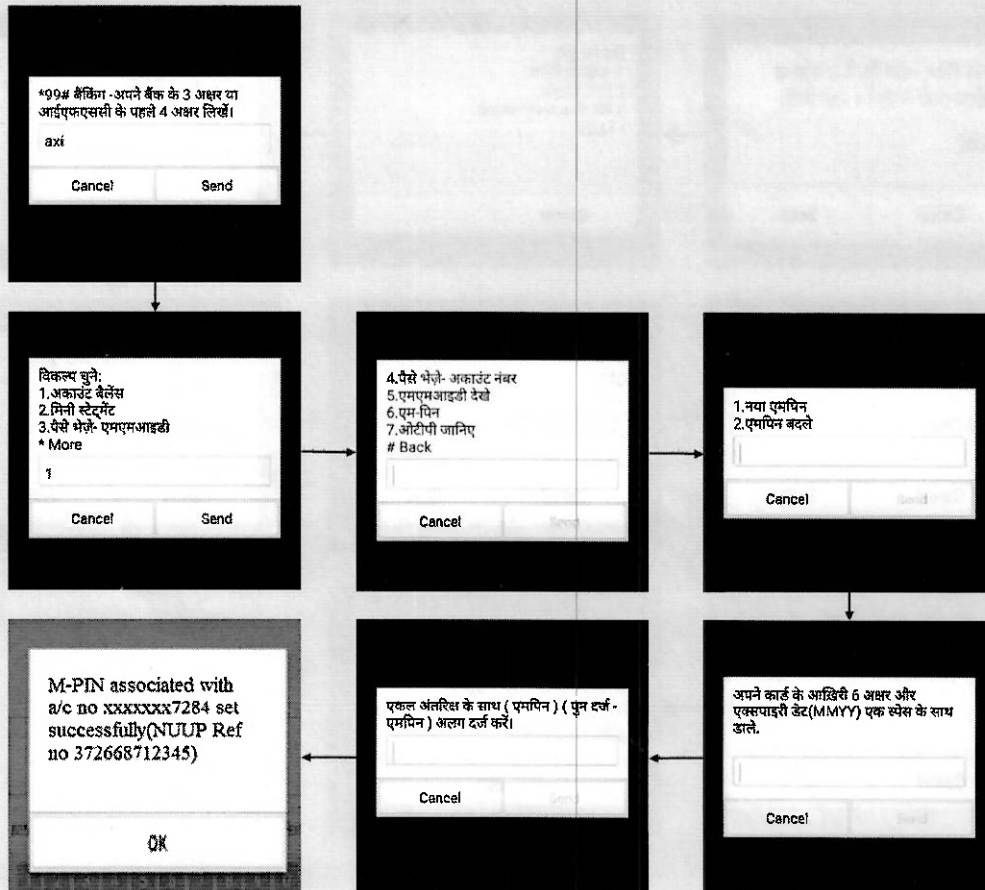 *99# बैंकिंग -अपने बैंक के 3 अक्षर या
आईएफएससी के पहले 4 अक्षर लिखें।
axi
Cancel
Send
विकल्प चुने:
1.अकाउंट बैलेंस
2.मिनी स्टेट्मेंट
3.पैसे भेज़े- एमएमआइडी
* More
1
Cancel
Send
4.पैसे भेज़े- अकाउंट नंबर
5.एमएमआइडी देखे
6.एम-पिन
7.ओटीपी जानिए
# Back
Cancel
Send
1.नया एमपिन
2.एमपिन बदले
Cancel
Send
अपने कार्ड के आख़िरी 6 अक्षर और
एक्सपाइरी डेट(MMYY) एक स्पेस के साथ
डाले.
Cancel
Send
एकल अंतरिक्ष के साथ ( एमपिन ) ( पुंन दर्ज -
एमपिन ) अलग दर्ज करें।
Cancel
Send
M-PIN associated with
a/c no xxxxxxx7284 set
successfully(NUUP Ref
no 372668712345)
OK